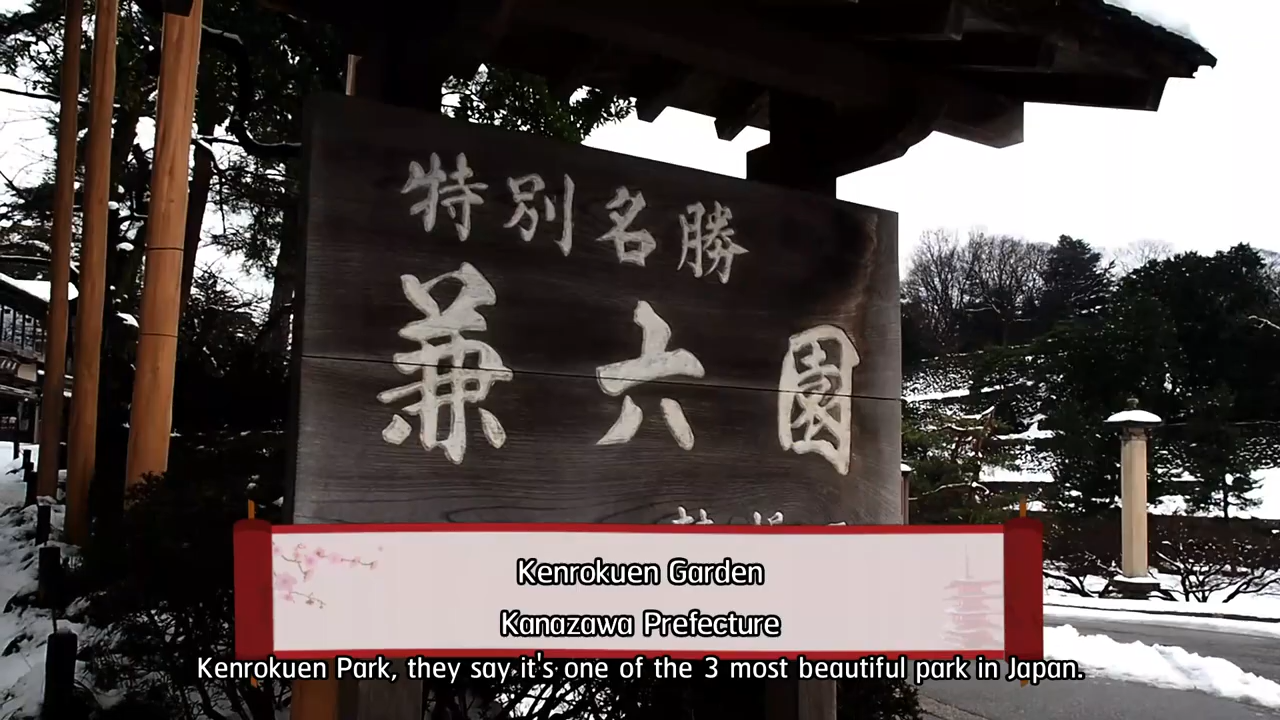 特別名勝
兼六園
Kenrokuen Garden
Kanazawa Prefecture
Kenrokuen Park, they say it's one of the 3 most beautiful park in Japan.